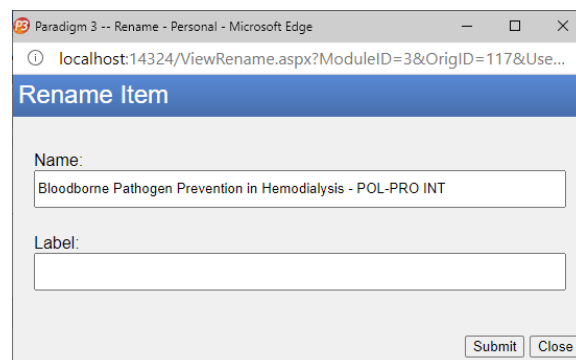 Paradigm 3 -- Rename - Personal - Microsoft Edge
localhost:14324/ViewRename.aspx?ModuleID=3&OrigID=117&Use...
Rename Item
Name:
Bloodborne Pathogen Prevention in Hemodialysis - POL-PRO INT
Label:
Submit Close